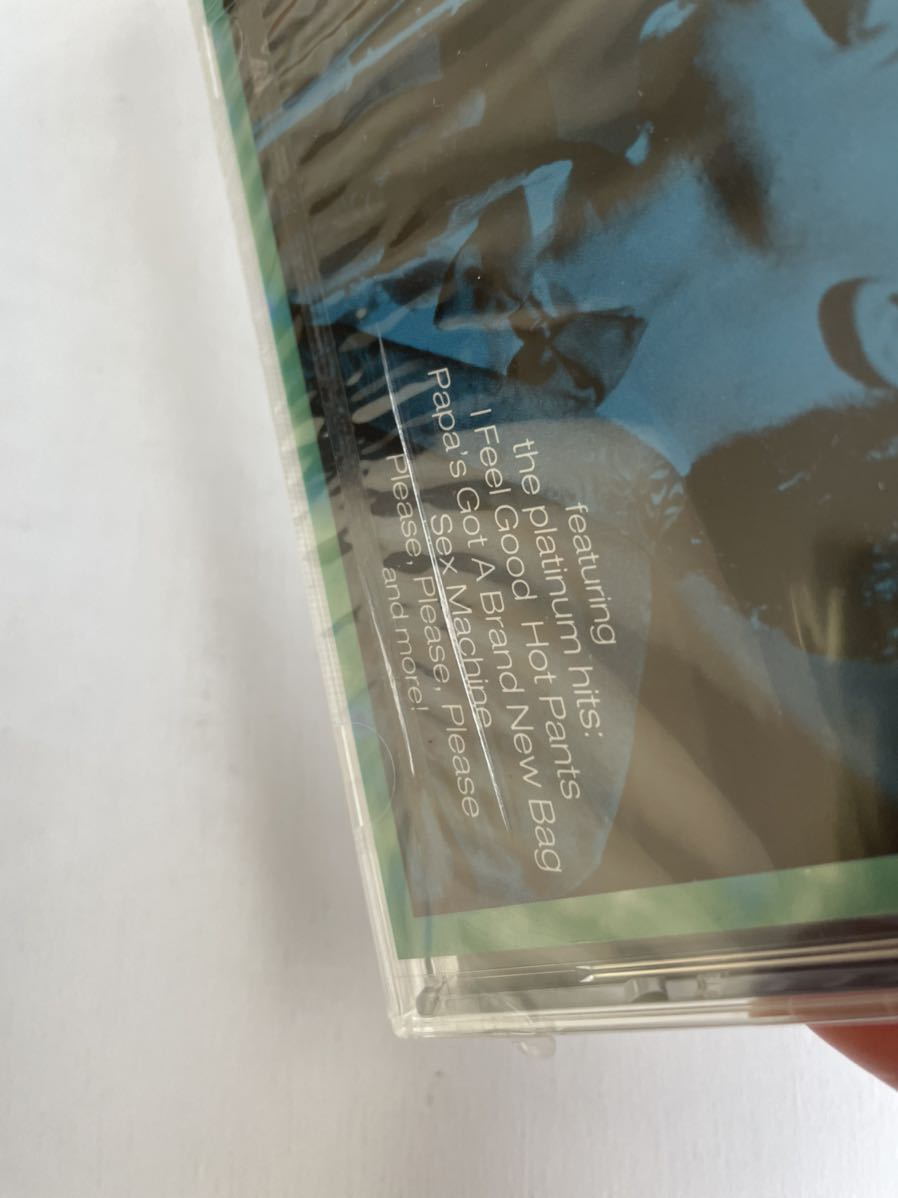 featuring
the platinum hits:
I Feel Good Hot Pants
Papa's Got A Brand New Bag
Sex Machine
Please, Please, Please
and more!